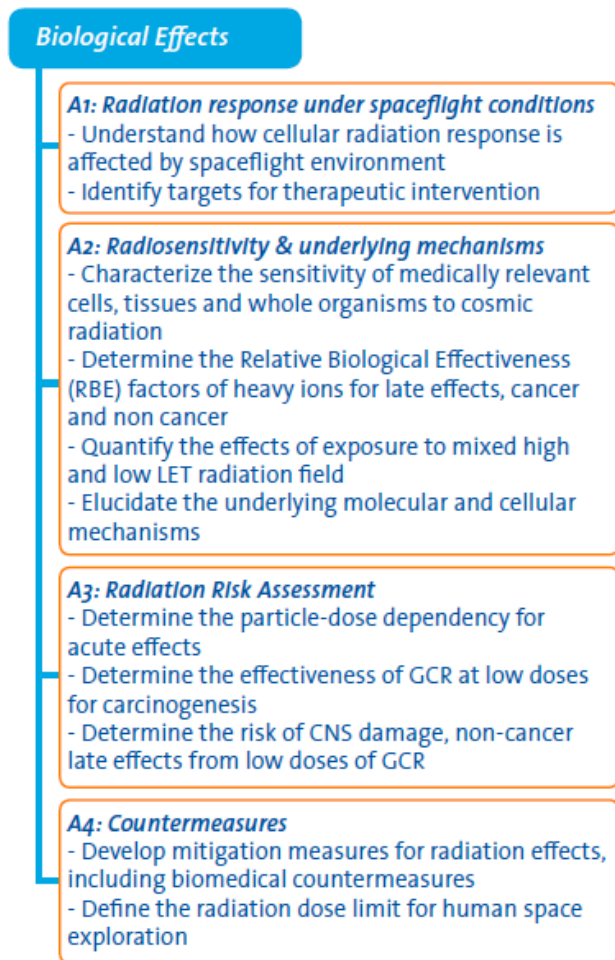 Biological Effects
A1: Radiation response under spaceflight conditions
- Understand how cellular radiation response is
affected by spaceflight environment
- Identify targets for therapeutic intervention
A2: Radiosensitivity & underlying mechanisms
- Characterize the sensitivity of medically relevant
cells, tissues and whole organisms to cosmic
radiation
- Determine the Relative Biological Effectiveness
(RBE) factors of heavy ions for late effects, cancer
and non cancer
- Quantify the effects of exposure to mixed high
and low LET radiation field
- Elucidate the underlying molecular and cellular
mechanisms
A3: Radiation Risk Assessment
- Determine the particle-dose dependency for
acute effects
- Determine the effectiveness of GCR at low doses
for carcinogenesis
- Determine the risk of CNS damage, non-cancer
late effects from low doses of GCR
A4: Countermeasures
- Develop mitigation measures for radiation effects,
including biomedical countermeasures
- Define the radiation dose limit for human space
exploration